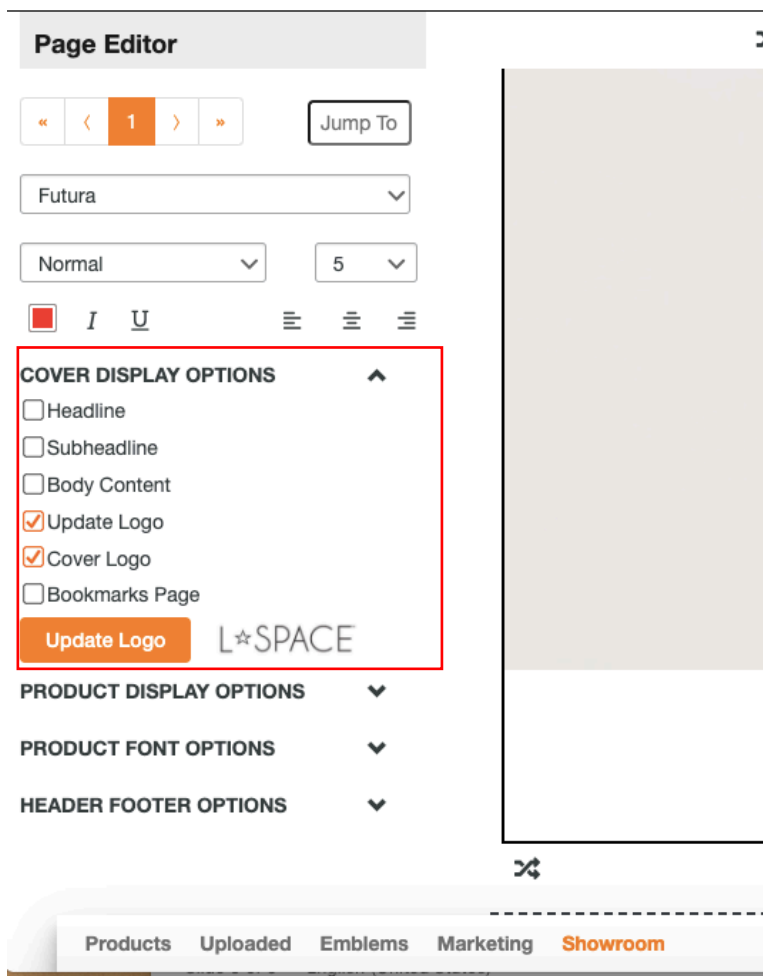 Page Editor
« ‹ 1 › » Jump To
Futura
Normal 5
I U
COVER DISPLAY OPTIONS
Headline
Subheadline
Body Content
Update Logo
Cover Logo
Bookmarks Page
Update Logo L☆SPACE
PRODUCT DISPLAY OPTIONS
PRODUCT FONT OPTIONS
HEADER FOOTER OPTIONS
Products Uploaded Emblems Marketing Showroom